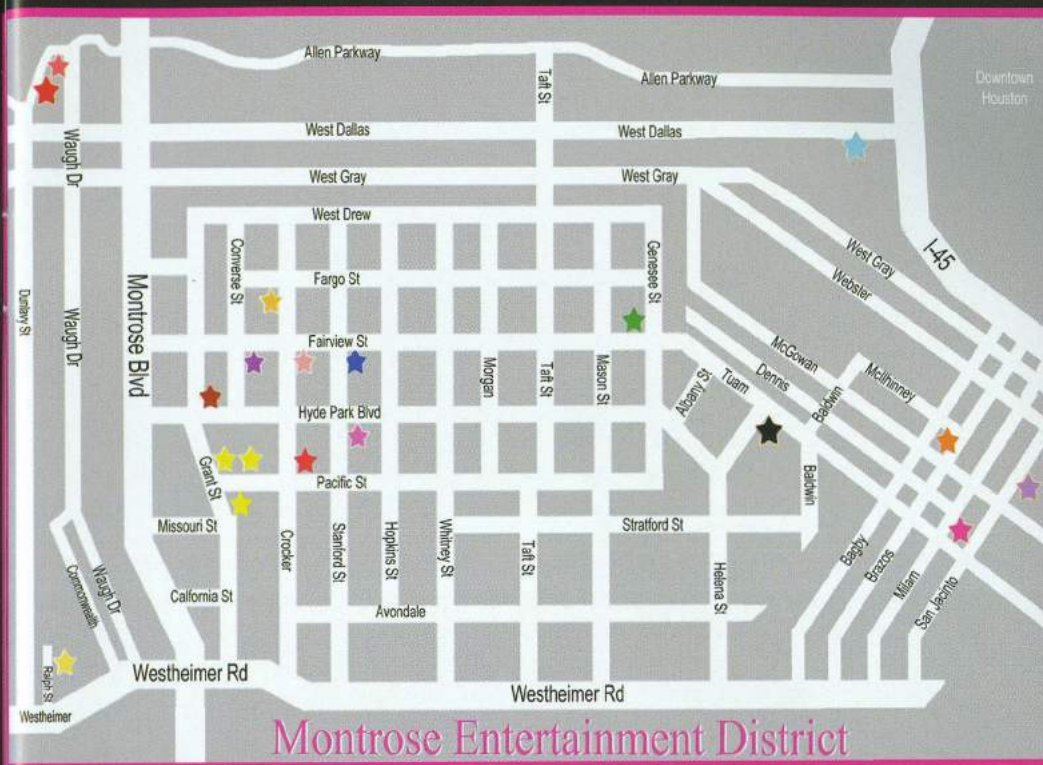 Allen Parkway
Allen Parkway
Taft St
Downtown
Houston
West Dallas
West Dallas
Waugh Dr
West Gray
West Gray
West Drew
Converse St
Genesee St
West Gray
I-45
Fargo St
Webster
Montrose Blvd
Dunlavy St
Waugh Dr
Fairview St
McGowan
Morgan
Taft St
Mason St
Albany St
Tuam
Dennis
Baldwin
McIlhinney
Hyde Park Blvd
Grant St
Pacific St
Baldwin
Missouri St
Crocker
Stanford St
Hopkins St
Whitney St
Taft St
Stratford St
Helena St
Bagby
Brazos
Milam
San Jacinto
Commonwealth
Waugh Dr
Calfornia St
Avondale
Ralph St
Westheimer Rd
Westheimer Rd
Westheimer
Montrose Entertainment District